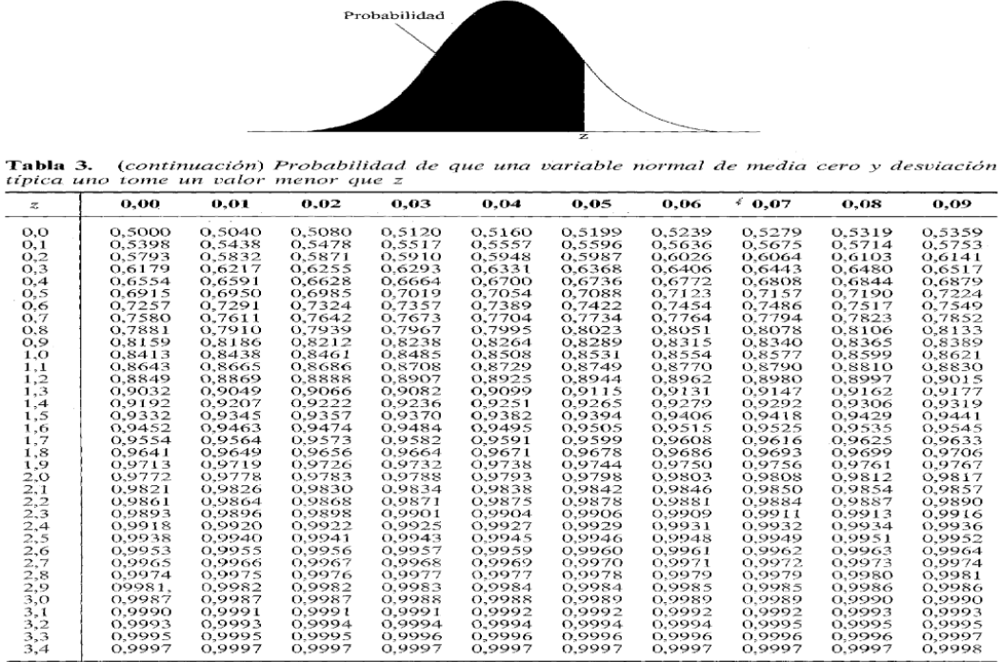 Probabilidad
z
Tabla 3. (continuación) Probabilidad de que una variable normal de media cero y desviación
típica uno tome un valor menor que z
z 0,00 0,01 0,02 0,03 0,04 0,05 0,06 0,07 0,08 0,09
0,0 0,5000 0,5040 0,5080 0,5120 0,5160 0,5199 0,5239 0,5279 0,5319 0,5359
0,1 0,5398 0,5438 0,5478 0,5517 0,5557 0,5596 0,5636 0,5675 0,5714 0,5753
0,2 0,5793 0,5832 0,5871 0,5910 0,5948 0,5987 0,6026 0,6064 0,6103 0,6141
0,3 0,6179 0,6217 0,6255 0,6293 0,6331 0,6368 0,6406 0,6443 0,6480 0,6517
0,4 0,6554 0,6591 0,6628 0,6664 0,6700 0,6736 0,6772 0,6808 0,6844 0,6879
0,5 0,6915 0,6950 0,6985 0,7019 0,7054 0,7088 0,7123 0,7157 0,7190 0,7224
0,6 0,7257 0,7291 0,7324 0,7357 0,7389 0,7422 0,7454 0,7486 0,7517 0,7549
0,7 0,7580 0,7611 0,7642 0,7673 0,7704 0,7734 0,7764 0,7794 0,7823 0,7852
0,8 0,7881 0,7910 0,7939 0,7967 0,7995 0,8023 0,8051 0,8078 0,8106 0,8133
0,9 0,8159 0,8186 0,8212 0,8238 0,8264 0,8289 0,8315 0,8340 0,8365 0,8389
1,0 0,8413 0,8438 0,8461 0,8485 0,8508 0,8531 0,8554 0,8577 0,8599 0,8621
1,1 0,8643 0,8665 0,8686 0,8708 0,8729 0,8749 0,8770 0,8790 0,8810 0,8830
1,2 0,8849 0,8869 0,8888 0,8907 0,8925 0,8944 0,8962 0,8980 0,8997 0,9015
1,3 0,9032 0,9049 0,9066 0,9082 0,9099 0,9115 0,9131 0,9147 0,9162 0,9177
1,4 0,9192 0,9207 0,9222 0,9236 0,9251 0,9265 0,9279 0,9292 0,9306 0,9319
1,5 0,9332 0,9345 0,9357 0,9370 0,9382 0,9394 0,9406 0,9418 0,9429 0,9441
1,6 0,9452 0,9463 0,9474 0,9484 0,9495 0,9505 0,9515 0,9525 0,9535 0,9545
1,7 0,9554 0,9564 0,9573 0,9582 0,9591 0,9599 0,9608 0,9616 0,9625 0,9633
1,8 0,9641 0,9649 0,9656 0,9664 0,9671 0,9678 0,9686 0,9693 0,9699 0,9706
1,9 0,9713 0,9719 0,9726 0,9732 0,9738 0,9744 0,9750 0,9756 0,9761 0,9767
2,0 0,9772 0,9778 0,9783 0,9788 0,9793 0,9798 0,9803 0,9808 0,9812 0,9817
2,1 0,9821 0,9826 0,9830 0,9834 0,9838 0,9842 0,9846 0,9850 0,9854 0,9857
2,2 0,9861 0,9864 0,9868 0,9871 0,9875 0,9878 0,9881 0,9884 0,9887 0,9890
2,3 0,9893 0,9896 0,9898 0,9901 0,9904 0,9906 0,9909 0,9911 0,9913 0,9916
2,4 0,9918 0,9920 0,9922 0,9925 0,9927 0,9929 0,9931 0,9932 0,9934 0,9936
2,5 0,9938 0,9940 0,9941 0,9943 0,9945 0,9946 0,9948 0,9949 0,9951 0,9952
2,6 0,9953 0,9955 0,9956 0,9957 0,9959 0,9960 0,9961 0,9962 0,9963 0,9964
2,7 0,9965 0,9966 0,9967 0,9968 0,9969 0,9970 0,9971 0,9972 0,9973 0,9974
2,8 0,9974 0,9975 0,9976 0,9977 0,9977 0,9978 0,9979 0,9979 0,9980 0,9981
2,9 09981, 0,9982 0,9982 0,9983 0,9984 0,9984 0,9985 0,9985 0,9986 0,9986
3,0 0,9987 0,9987 0,9987 0,9988 0,9988 0,9989 0,9989 0,9989 0,9990 0,9990
3,1 0,9990 0,9991 0,9991 0,9991 0,9992 0,9992 0,9992 0,9992 0,9993 0,9993
3,2 0,9993 0,9993 0,9994 0,9994 0,9994 0,9994 0,9994 0,9995 0,9995 0,9995
3,3 0,9995 0,9995 0,9995 0,9996 0,9996 0,9996 0,9996 0,9996 0,9996 0,9997
3,4 0,9997 0,9997 0,9997 0,9997 0,9997 0,9997 0,9997 0,9997 0,9997 0,9998